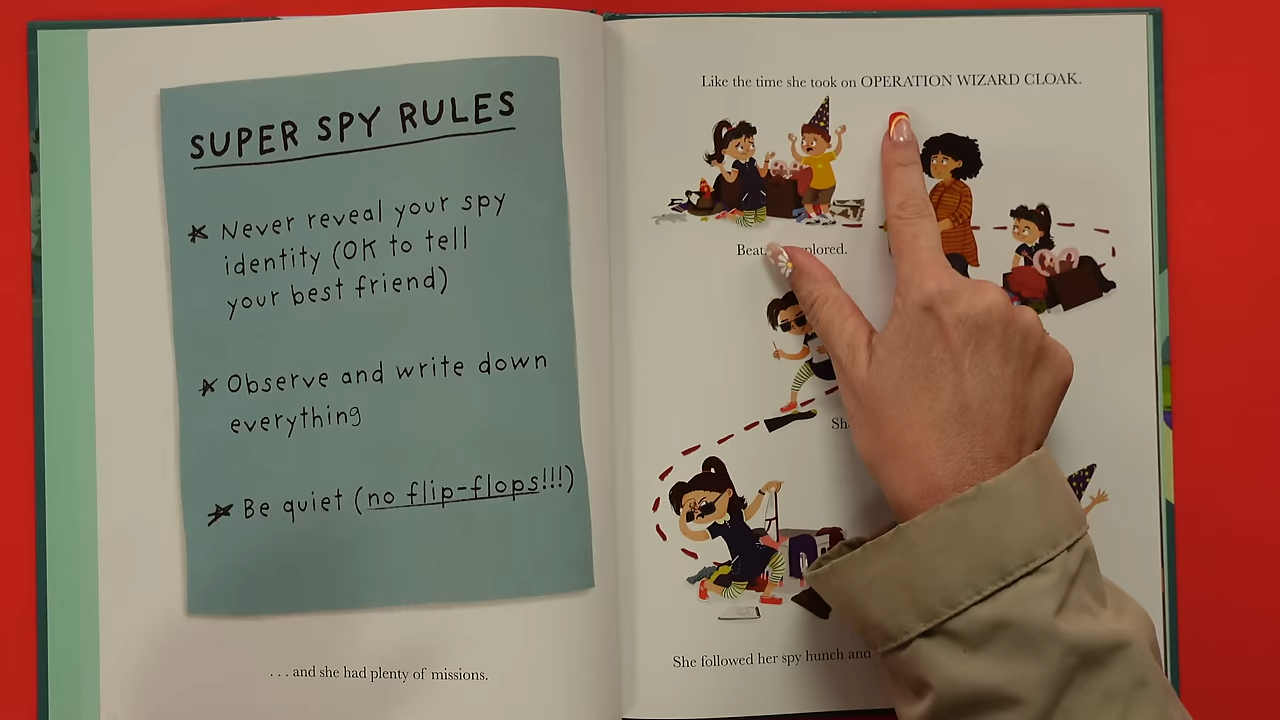 SUPER SPY RULES
* Never reveal your spy
identity (OK to tell
your best friend)
* Observe and write down
everything
* Be quiet (no flip-flops!!!)
. . . and she had plenty of missions.
Like the time she took on OPERATION WIZARD CLOAK.
She followed her spy hunch and